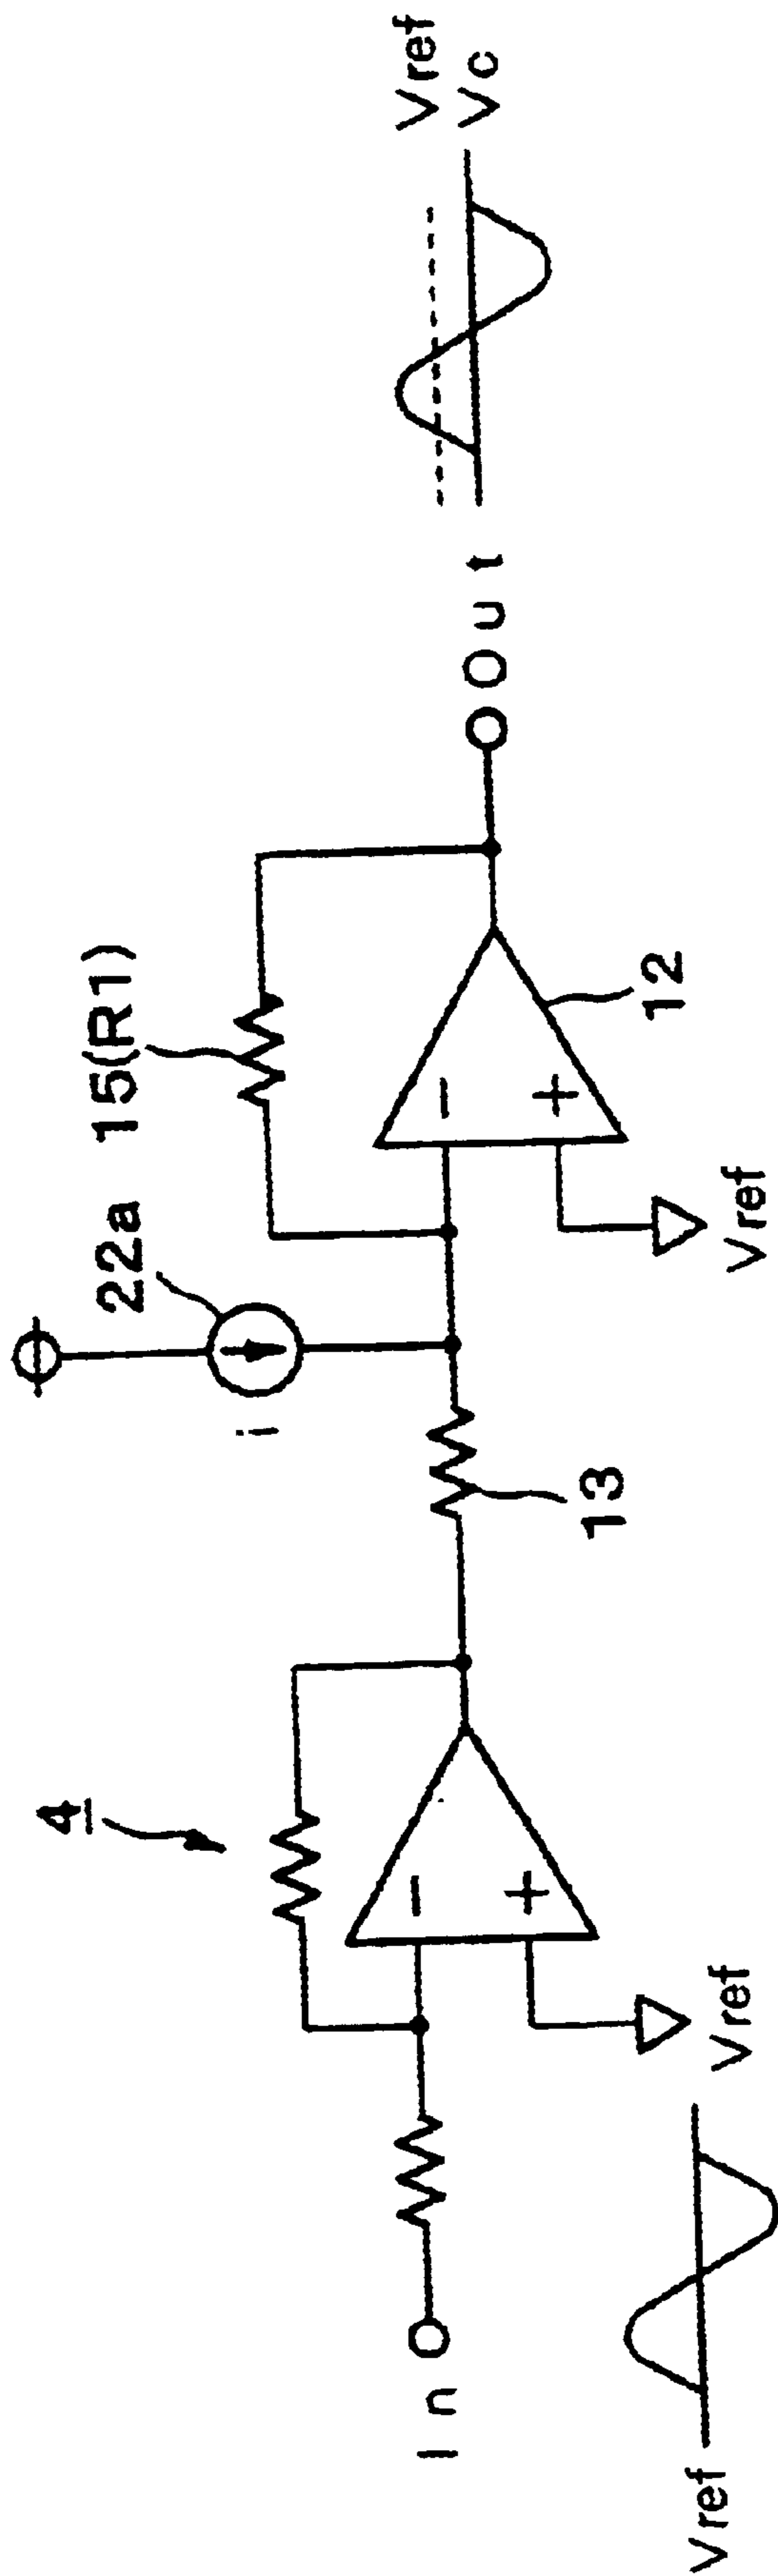 4
22a
15(R1)
i
In
13
12
Out
−
+
−
+
Vref
Vref
Vref
Vref
Vc